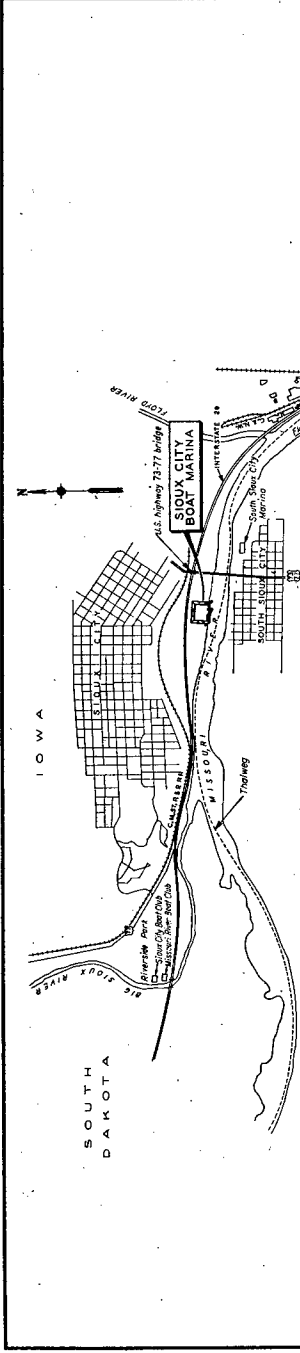 IOWA
SOUTH
DAKOTA
N
SIOUX CITY
FLOYD RIVER
U.S. highway 73-77 bridge
SIOUX CITY
BOAT MARINA
INTERSTATE 29
C.M.ST.P. & P. RR
BIG SIOUX RIVER
Riverside Park
Sioux City Boat Club
Missouri River Boat Club
MISSOURI RIVER
Thalweg
South Sioux City
Marina
SOUTH SIOUX CITY